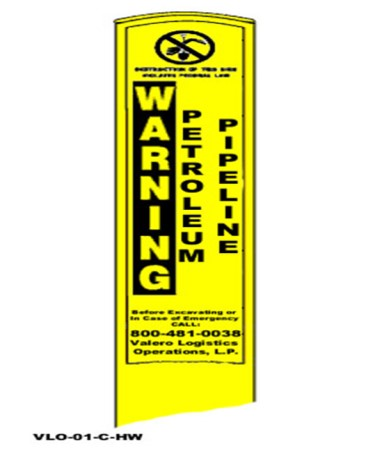 DESTRUCTION OF THIS SIGN
VIOLATES FEDERAL LAW
WARNING
PETROLEUM
PIPELINE
Before Excavating or
In Case of Emergency
CALL:
800-481-0038
Valero Logistics
Operations, L.P.
VLO-01-C-HW